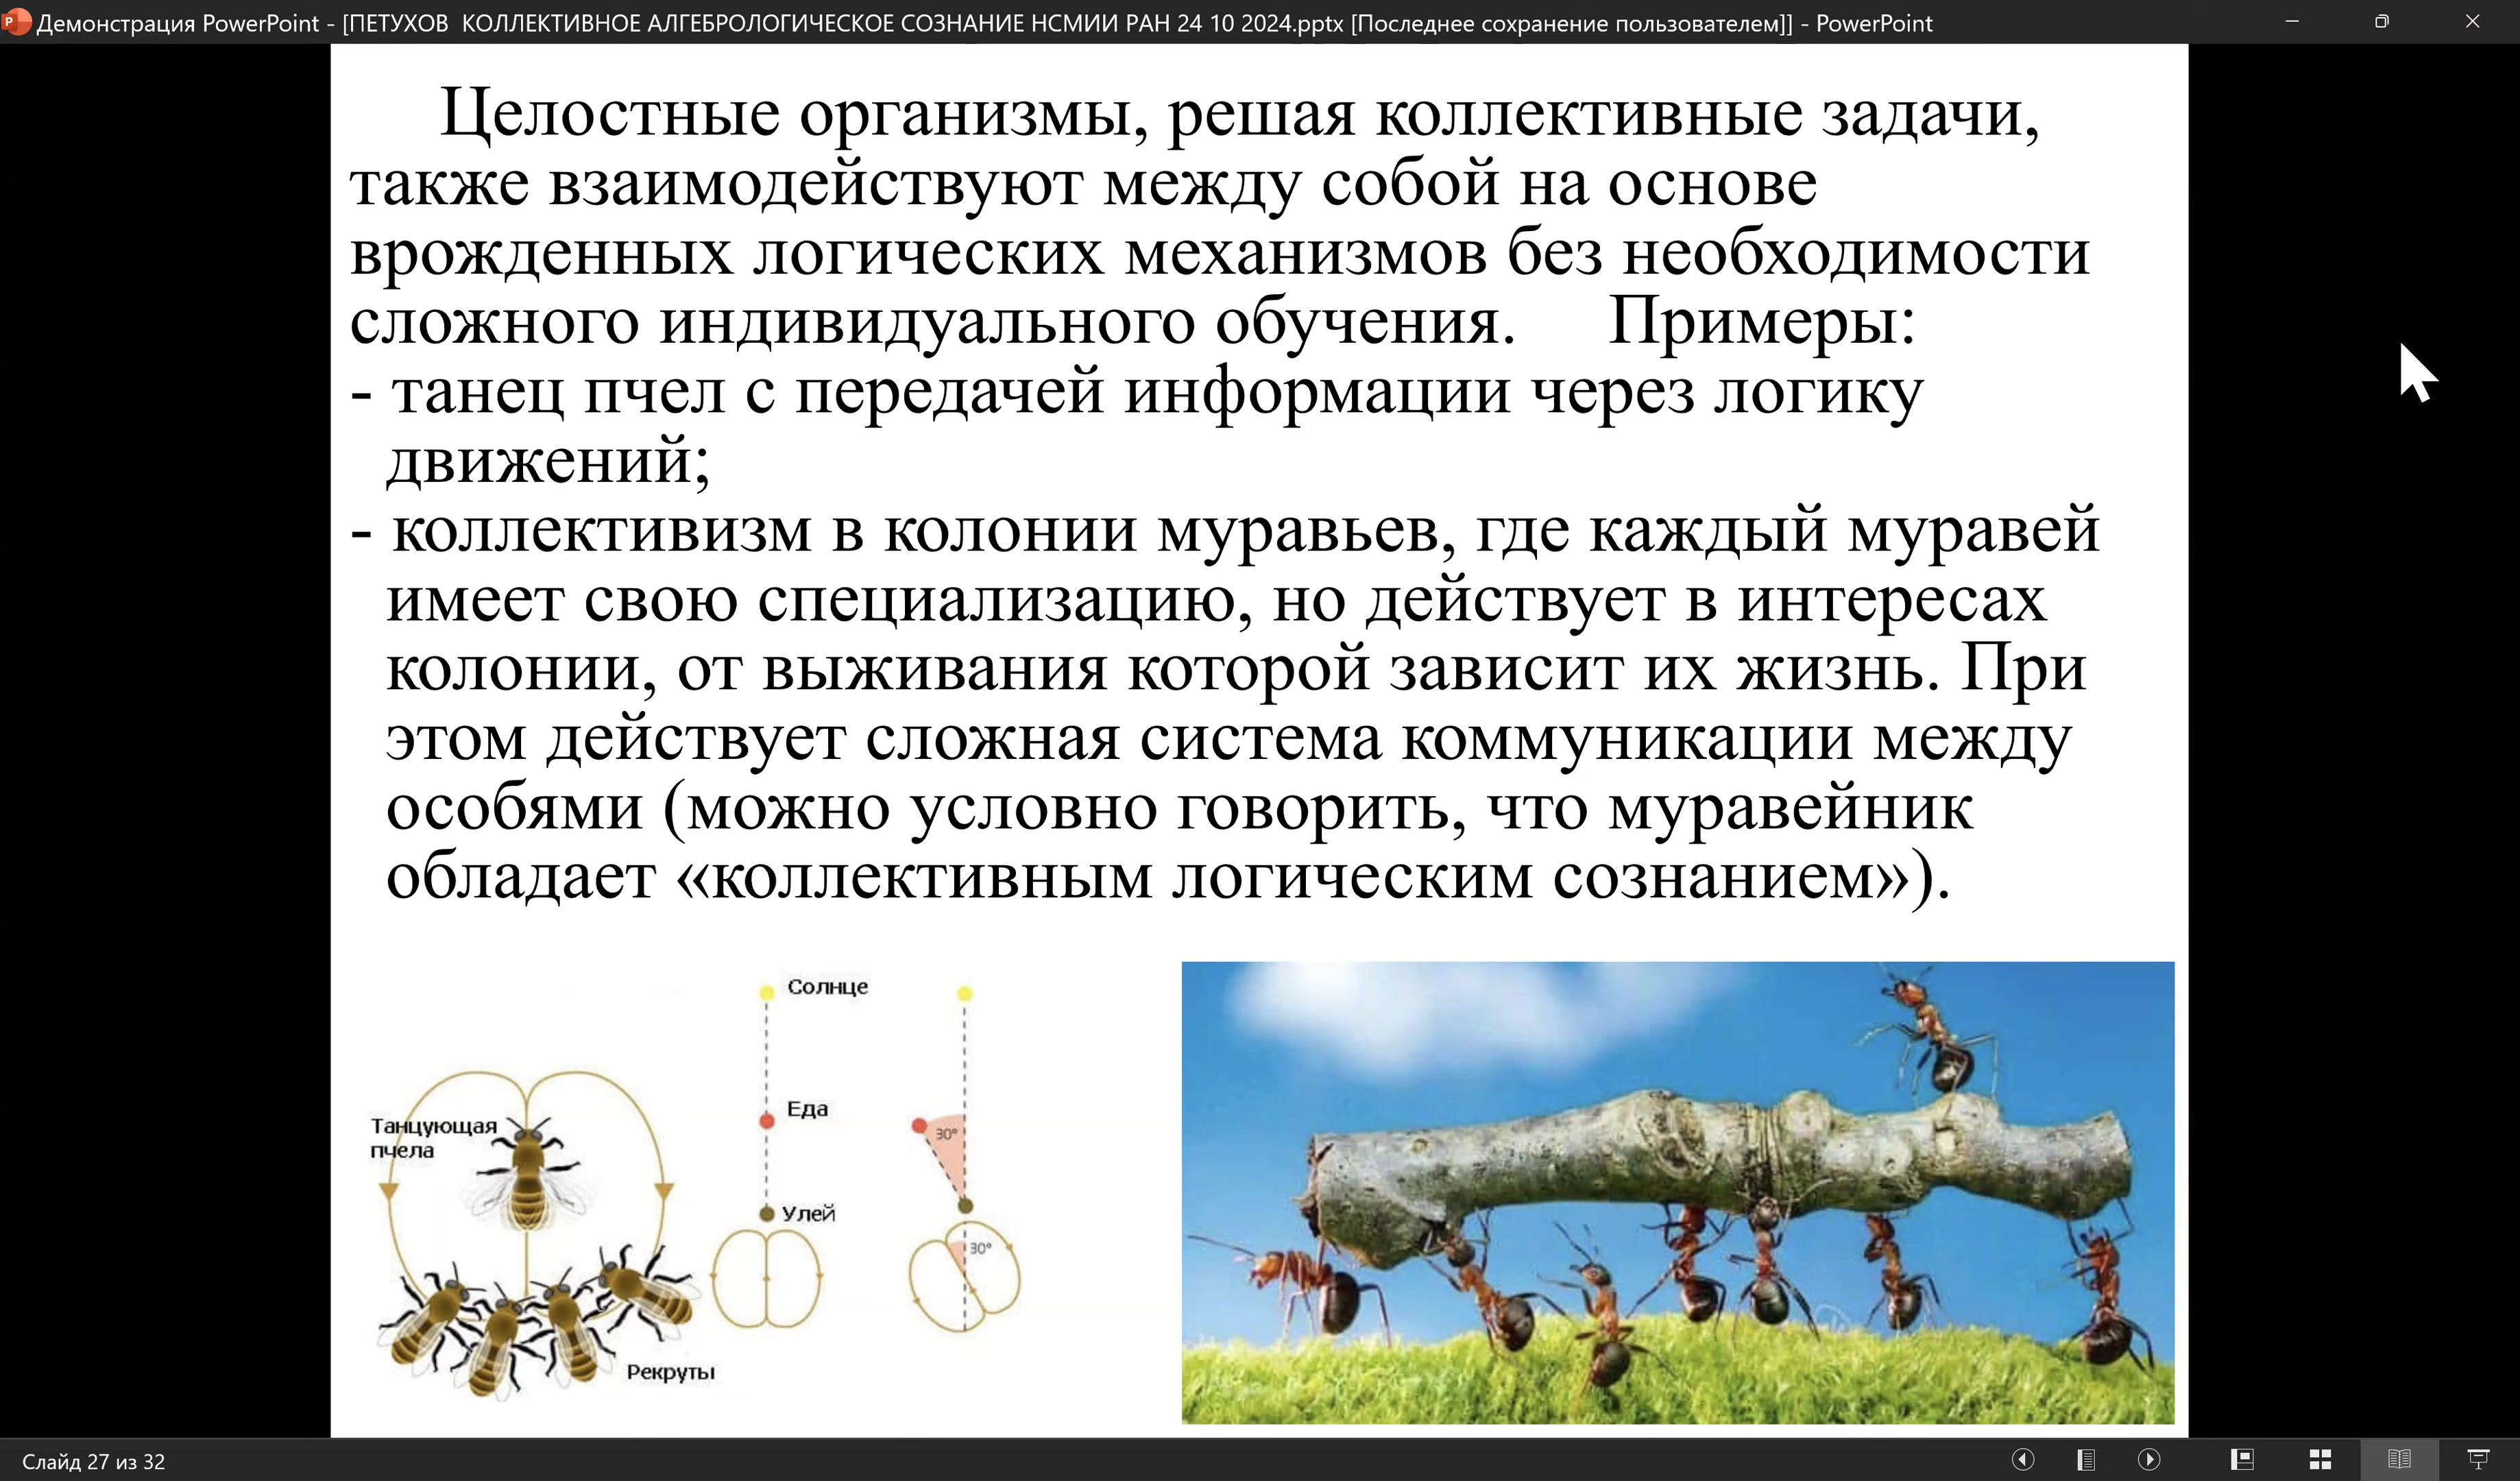 Демонстрация PowerPoint - [ПЕТУХОВ  КОЛЛЕКТИВНОЕ АЛГЕБРОЛОГИЧЕСКОЕ СОЗНАНИЕ НСМИИ РАН 24 10 2024.pptx [Последнее сохранение пользователем]] - PowerPoint
Целостные организмы, решая коллективные задачи,
также взаимодействуют между собой на основе
врожденных логических механизмов без необходимости
сложного индивидуального обучения.     Примеры:
- танец пчел с передачей информации через логику
движений;
- коллективизм в колонии муравьев, где каждый муравей
имеет свою специализацию, но действует в интересах
колонии, от выживания которой зависит их жизнь. При
этом действует сложная система коммуникации между
особями (можно условно говорить, что муравейник
обладает «коллективным логическим сознанием»).
Солнце
Еда
Танцующая
пчела
30°
Улей
30°
Рекруты
Слайд 27 из 32